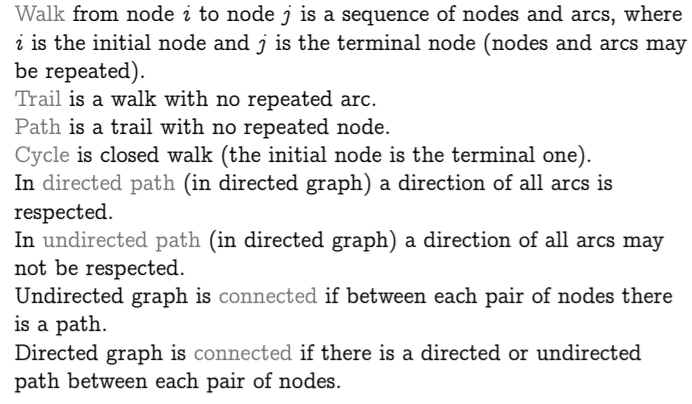 Walk from node i to node j is a sequence of nodes and arcs, where
i is the initial node and j is the terminal node (nodes and arcs may
be repeated).
Trail is a walk with no repeated arc.
Path is a trail with no repeated node.
Cycle is closed walk (the initial node is the terminal one).
In directed path (in directed graph) a direction of all arcs is
respected.
In undirected path (in directed graph) a direction of all arcs may
not be respected.
Undirected graph is connected if between each pair of nodes there
is a path.
Directed graph is connected if there is a directed or undirected
path between each pair of nodes.